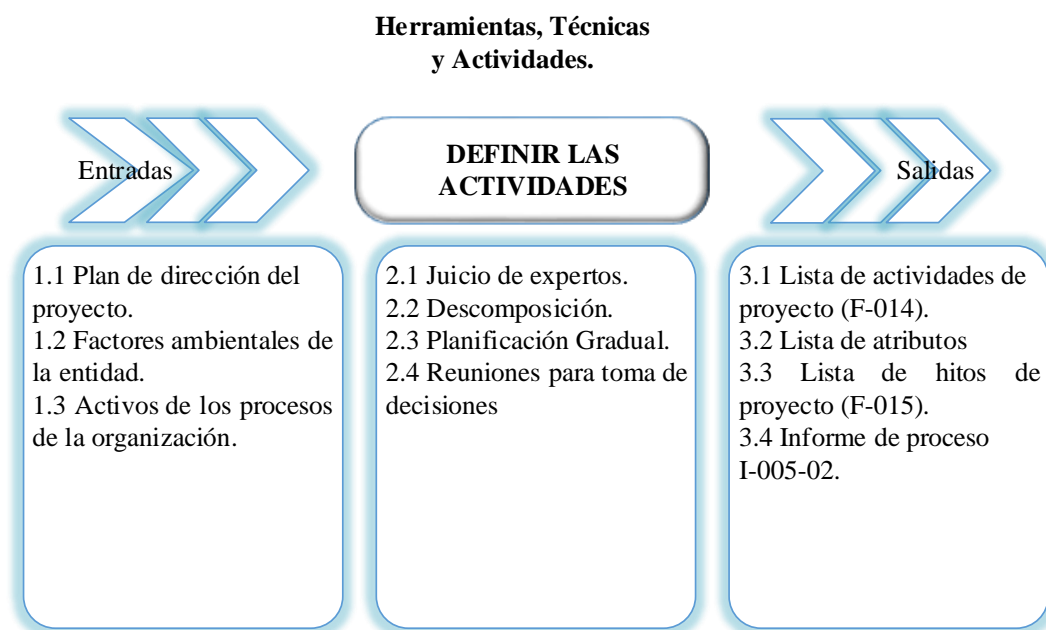 Herramientas, Técnicas
y Actividades.
Entradas
DEFINIR LAS
ACTIVIDADES
Salidas
1.1 Plan de dirección del
proyecto.
1.2 Factores ambientales de
la entidad.
1.3 Activos de los procesos
de la organización.
2.1 Juicio de expertos.
2.2 Descomposición.
2.3 Planificación Gradual.
2.4 Reuniones para toma de
decisiones
3.1 Lista de actividades de
proyecto (F-014).
3.2 Lista de atributos
3.3 Lista de hitos de
proyecto (F-015).
3.4 Informe de proceso
I-005-02.